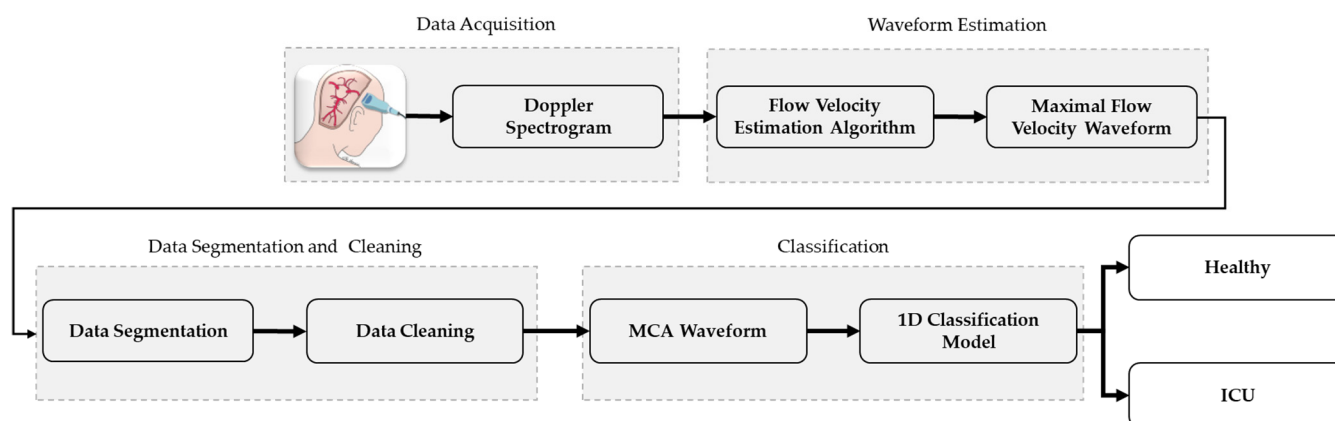 Data Acquisition
Waveform Estimation
Doppler
Spectrogram
Flow Velocity
Estimation Algorithm
Maximal Flow
Velocity Waveform
Data Segmentation and Cleaning
Classification
Data Segmentation
Data Cleaning
MCA Waveform
1D Classification
Model
Healthy
ICU